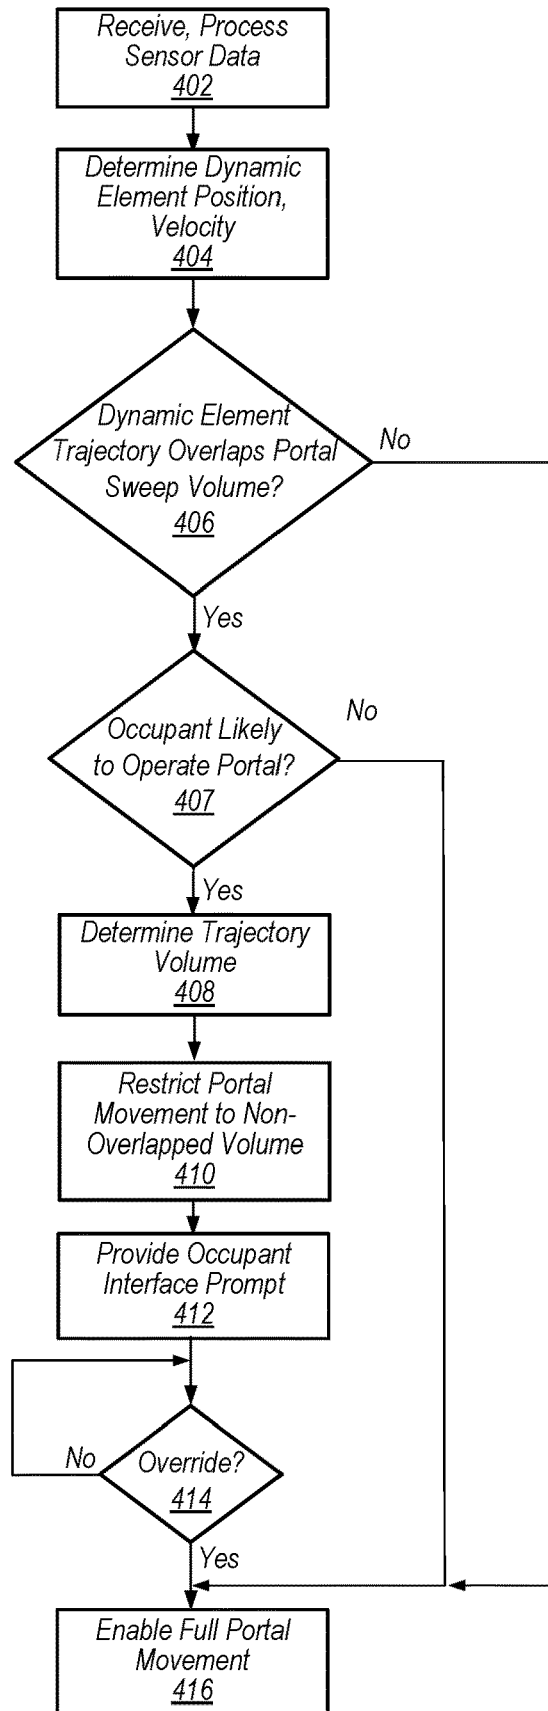 Receive, Process
Sensor Data
402
Determine Dynamic
Element Position,
Velocity
404
Dynamic Element
Trajectory Overlaps Portal
Sweep Volume?
406
No
Yes
Occupant Likely
to Operate Portal?
407
No
Yes
Determine Trajectory
Volume
408
Restrict Portal
Movement to Non-
Overlapped Volume
410
Provide Occupant
Interface Prompt
412
Override?
414
No
Yes
Enable Full Portal
Movement
416